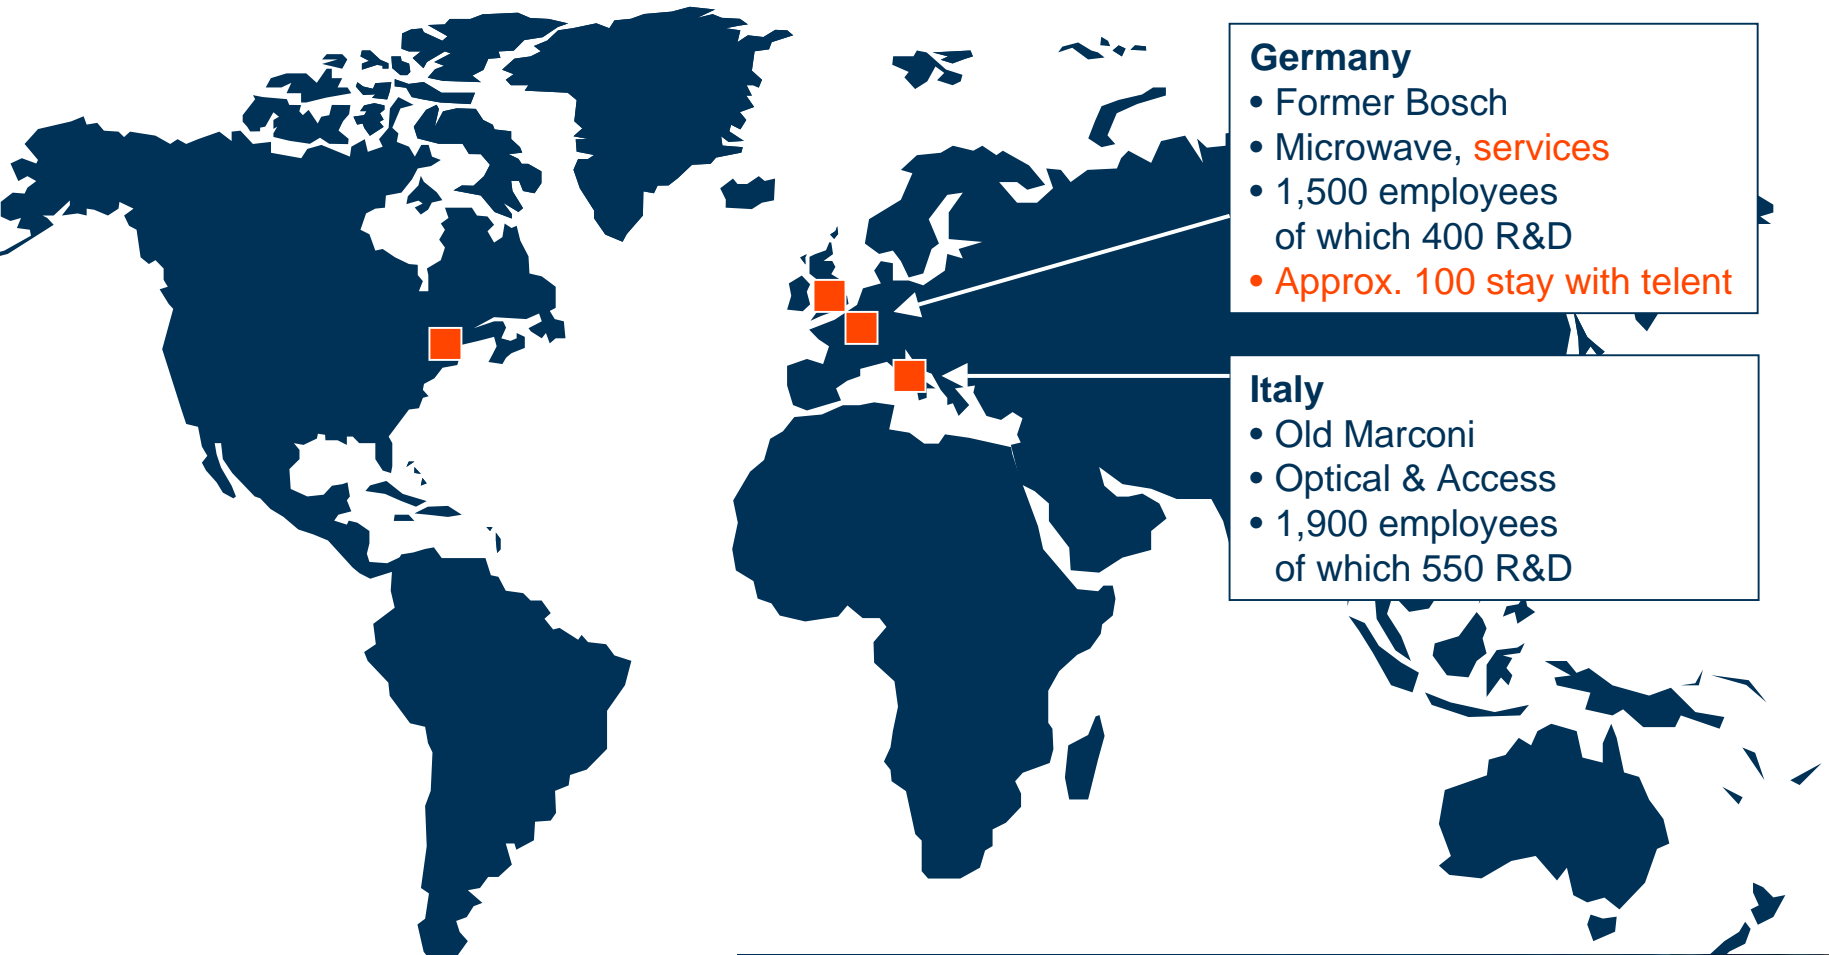 Germany
• Former Bosch
• Microwave, services
• 1,500 employees
of which 400 R&D
• Approx. 100 stay with telent
Italy
• Old Marconi
• Optical & Access
• 1,900 employees
of which 550 R&D